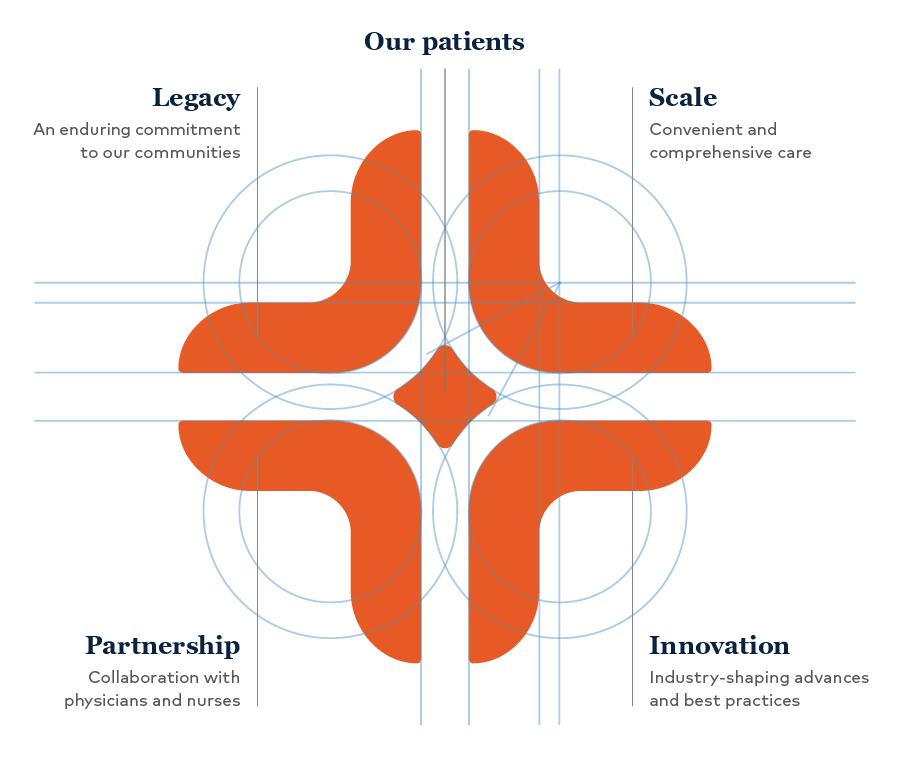 Our patients
Legacy
An enduring commitment
to our communities
Scale
Convenient and
comprehensive care
Partnership
Collaboration with
physicians and nurses
Innovation
Industry-shaping advances
and best practices